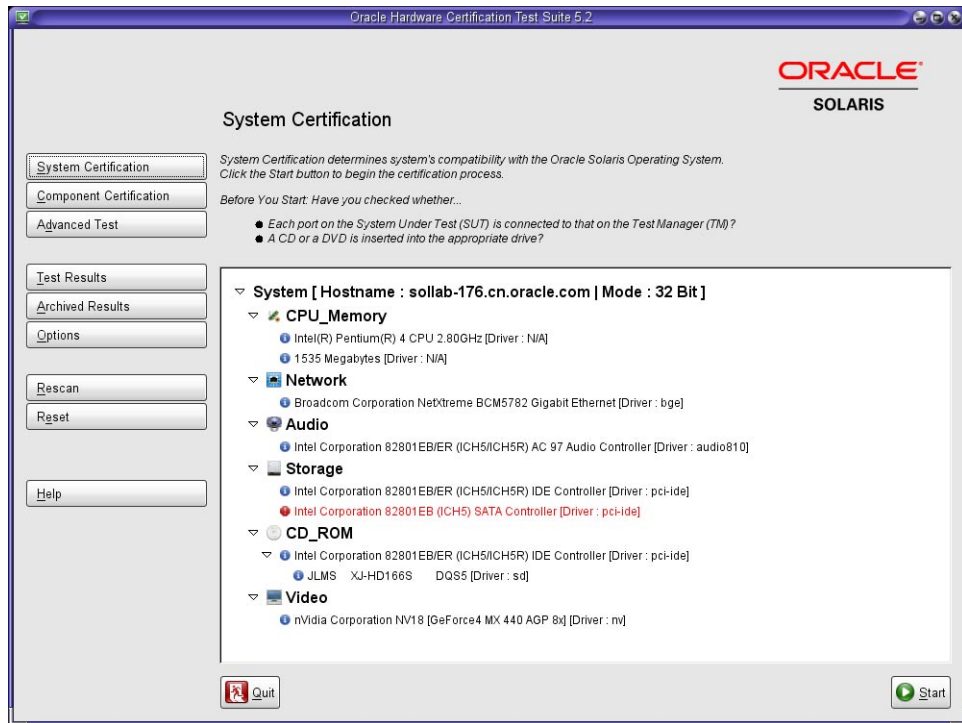 Oracle Hardware Certification Test Suite 5.2
ORACLE
SOLARIS
System Certification
System Certification
Component Certification
Advanced Test
Test Results
Archived Results
Options
Rescan
Reset
Help
System Certification determines system's compatibility with the Oracle Solaris Operating System.
Click the Start button to begin the certification process.
Before You Start: Have you checked whether...
Each port on the System Under Test (SUT) is connected to that on the Test Manager (TM)?
A CD or a DVD is inserted into the appropriate drive?
System [ Hostname : sollab-176.cn.oracle.com | Mode : 32 Bit ]
CPU_Memory
Intel(R) Pentium(R) 4 CPU 2.80GHz [Driver : N/A]
1535 Megabytes [Driver : N/A]
Network
Broadcom Corporation NetXtreme BCM5782 Gigabit Ethernet [Driver : bge]
Audio
Intel Corporation 82801EB/ER (ICH5/ICH5R) AC 97 Audio Controller [Driver : audio810]
Storage
Intel Corporation 82801EB/ER (ICH5/ICH5R) IDE Controller [Driver : pci-ide]
Intel Corporation 82801EB (ICH5) SATA Controller [Driver : pci-ide]
CD_ROM
Intel Corporation 82801EB/ER (ICH5/ICH5R) IDE Controller [Driver : pci-ide]
JLMS XJ-HD166S DQS5 [Driver : sd]
Video
nVidia Corporation NV18 [GeForce4 MX 440 AGP 8x] [Driver : nv]
Quit
Start